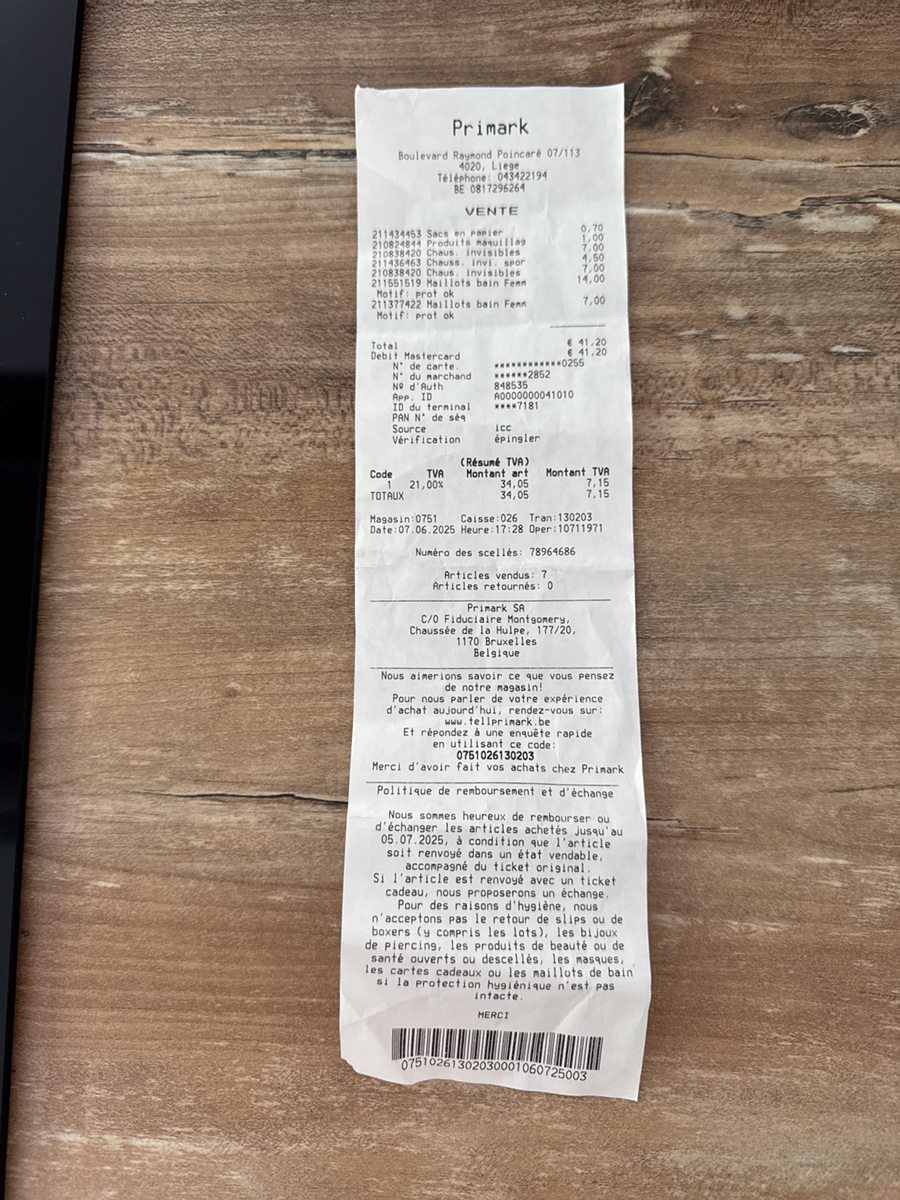 Primark
Boulevard Raymond Poincaré 07/113
4020, Liege
Téléphone: 043422194
BE 0817296264
VENTE
211434453 Sacs en papier 0,70
210824844 Produits maquillag 1,00
210838420 Chaus. invisibles 7,00
211436463 Chauss. invi. spor 4,50
210838420 Chaus. invisibles 7,00
211551519 Maillots bain Femm 14,00
Motif: prot ok
211377422 Maillots bain Femm 7,00
Motif: prot ok
Total € 41,20
Debit Mastercard € 41,20
N° de carte. ************0255
N° du marchand ******2852
Nº d'Auth 848535
App. ID A0000000041010
ID du terminal ****7181
PAN N° de séq
Source icc
Vérification épingler
(Résumé TVA)
Code TVA Montant art Montant TVA
1 21,00% 34,05 7,15
TOTAUX 34,05 7,15
Magasin:0751 Caisse:026 Tran:130203
Date:07.06.2025 Heure:17:28 Oper:10711971
Numéro des scellés: 78964686
Articles vendus: 7
Articles retournés: 0
Primark SA
C/O Fiduciaire Montgomery,
Chaussée de la Hulpe, 177/20,
1170 Bruxelles
Belgique
Nous aimerions savoir ce que vous pensez
de notre magasin!
Pour nous parler de votre expérience
d'achat aujourd'hui, rendez-vous sur:
www.tellprimark.be
Et répondez à une enquête rapide
en utilisant ce code:
0751026130203
Merci d'avoir fait vos achats chez Primark
Politique de remboursement et d'échange
Nous sommes heureux de rembourser ou
d'échanger les articles achetés jusqu'au
05.07.2025, à condition que l'article
soit renvoyé dans un état vendable,
accompagné du ticket original.
Si l'article est renvoyé avec un ticket
cadeau, nous proposerons un échange.
Pour des raisons d'hygiène, nous
n'acceptons pas le retour de slips ou de
boxers (y compris les lots), les bijoux
de piercing, les produits de beauté ou de
santé ouverts ou descellés, les masques,
les cartes cadeaux ou les maillots de bain
si la protection hygiénique n'est pas
intacte.
MERCI
07510261302030001060725003